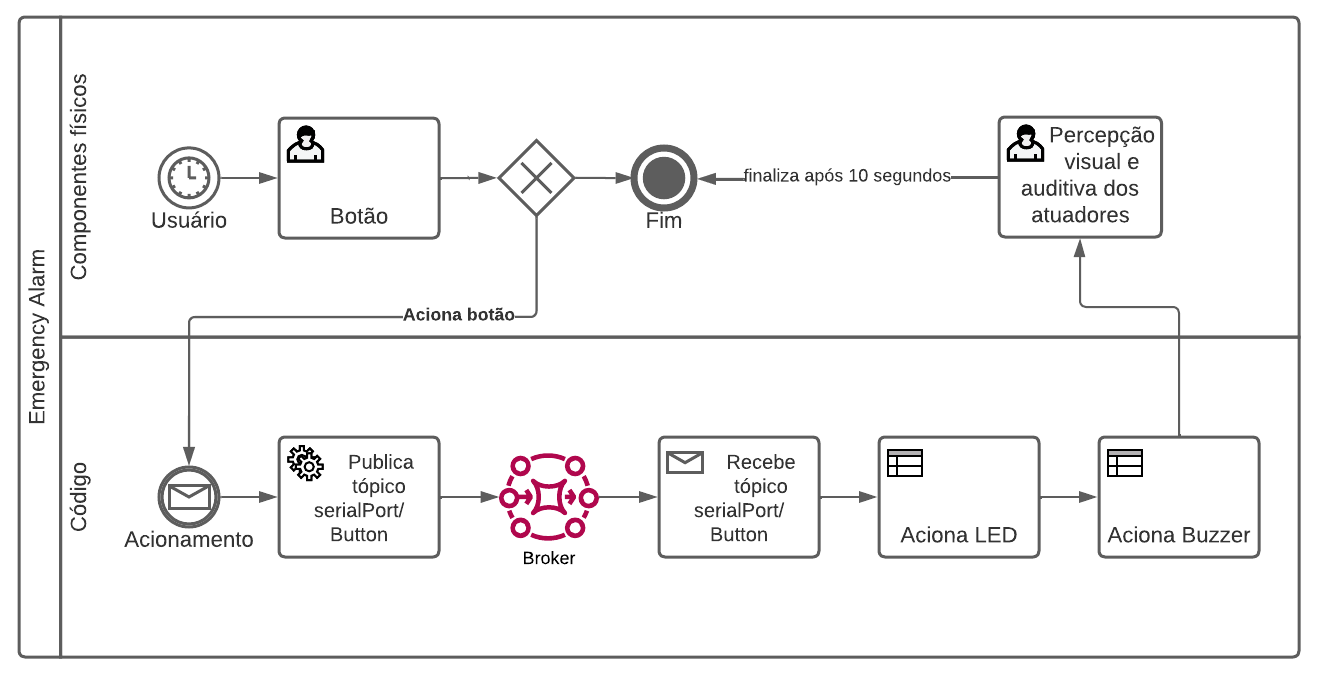 Emergency Alarm
Componentes físicos
Usuário
Botão
Fim
finaliza após 10 segundos
Percepção
visual e
auditiva dos
atuadores
Aciona botão
Código
Acionamento
Publica
tópico
serialPort/
Button
Broker
Recebe
tópico
serialPort/
Button
Aciona LED
Aciona Buzzer